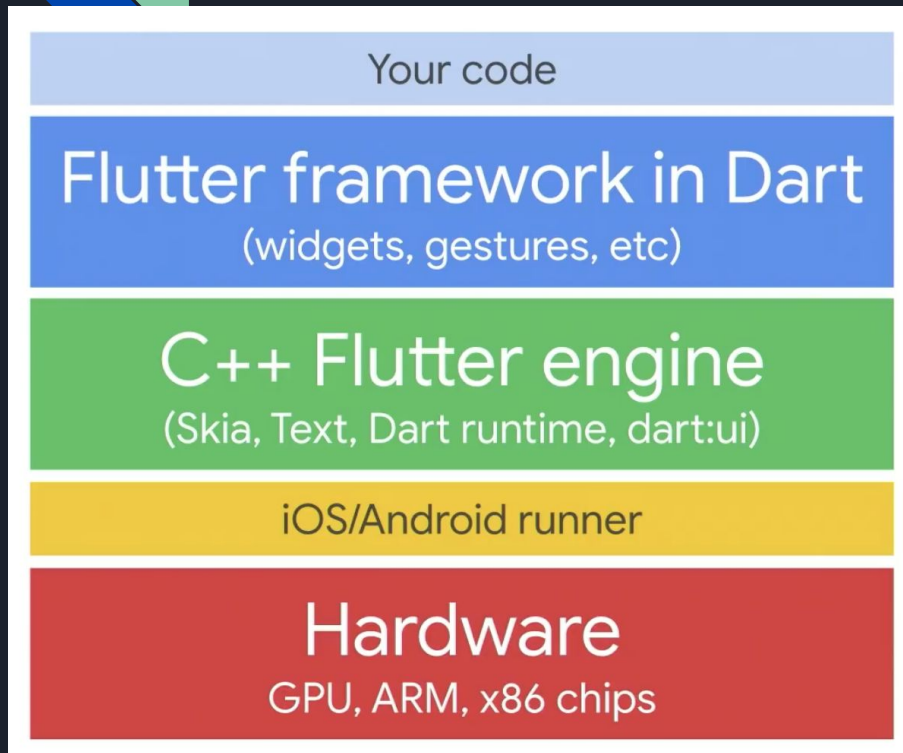 Your code
Flutter framework in Dart
(widgets, gestures, etc)
C++ Flutter engine
(Skia, Text, Dart runtime, dart:ui)
iOS/Android runner
Hardware
GPU, ARM, x86 chips